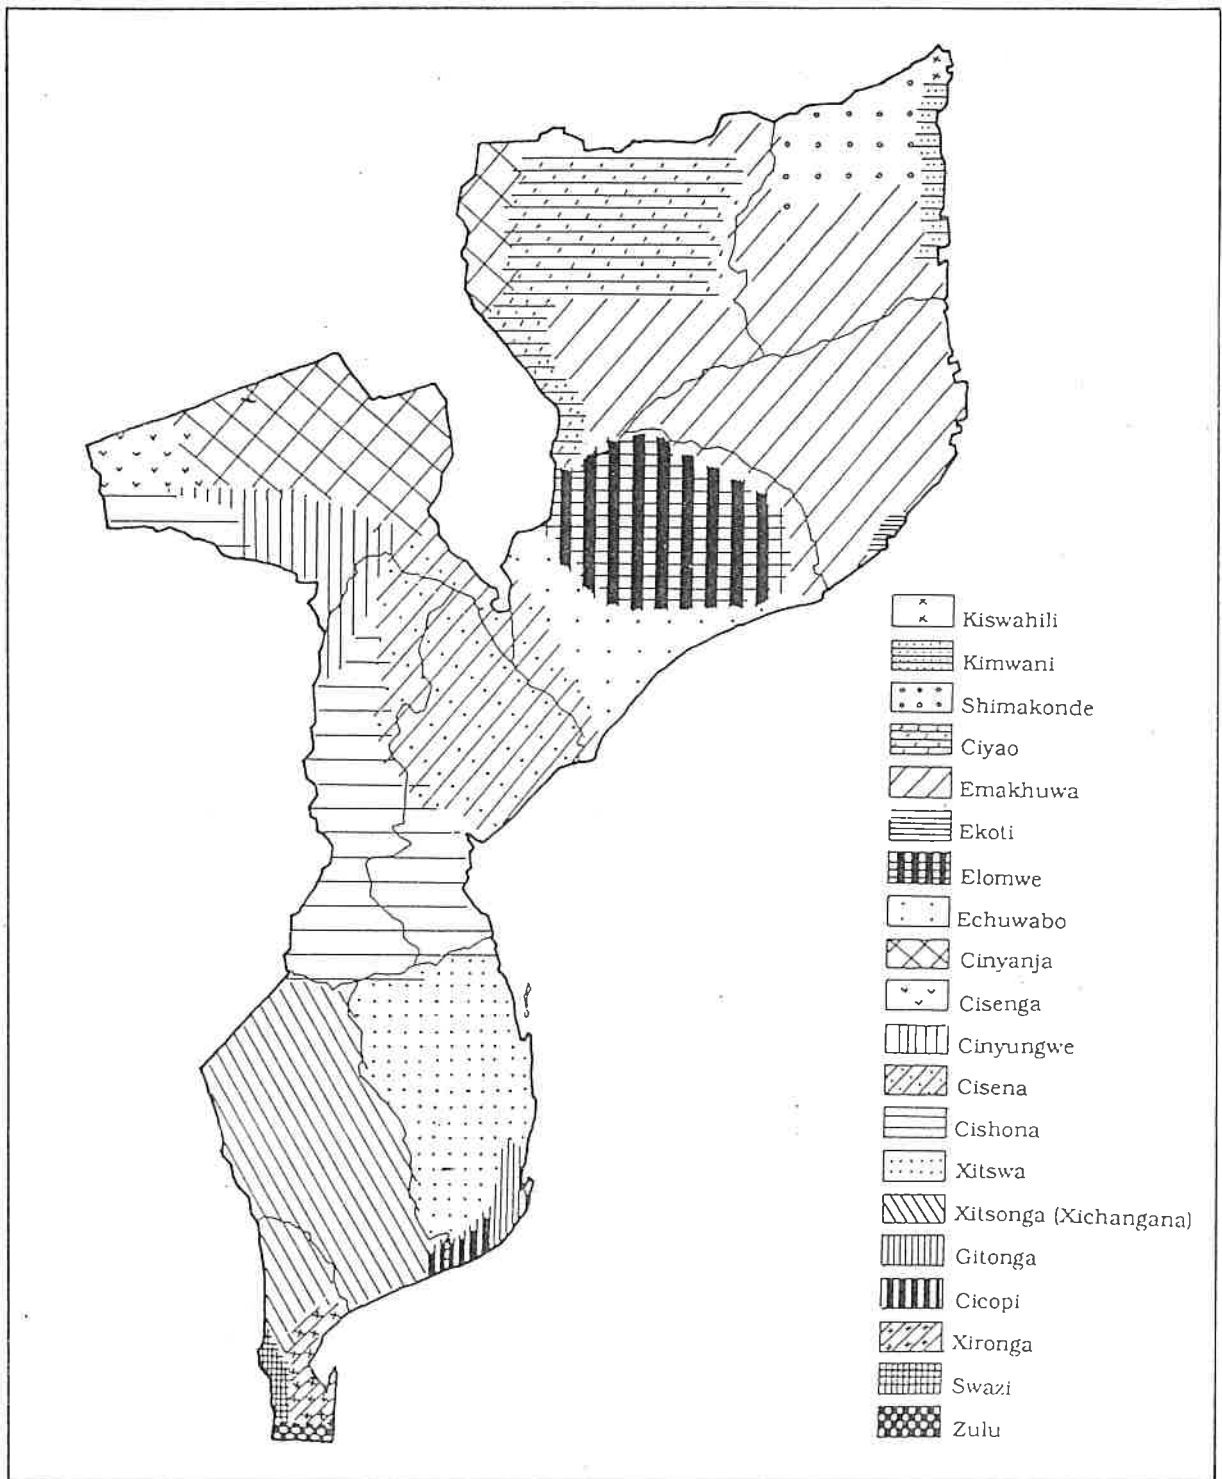 Kiswahili
Kimwani
Shimakonde
Ciyao
Emakhuwa
Ekoti
Elomwe
Echuwabo
Cinyanja
Cisenga
Cinyungwe
Cisena
Cishona
Xitswa
Xitsonga (Xichangana)
Gitonga
Cicopi
Xironga
Swazi
Zulu